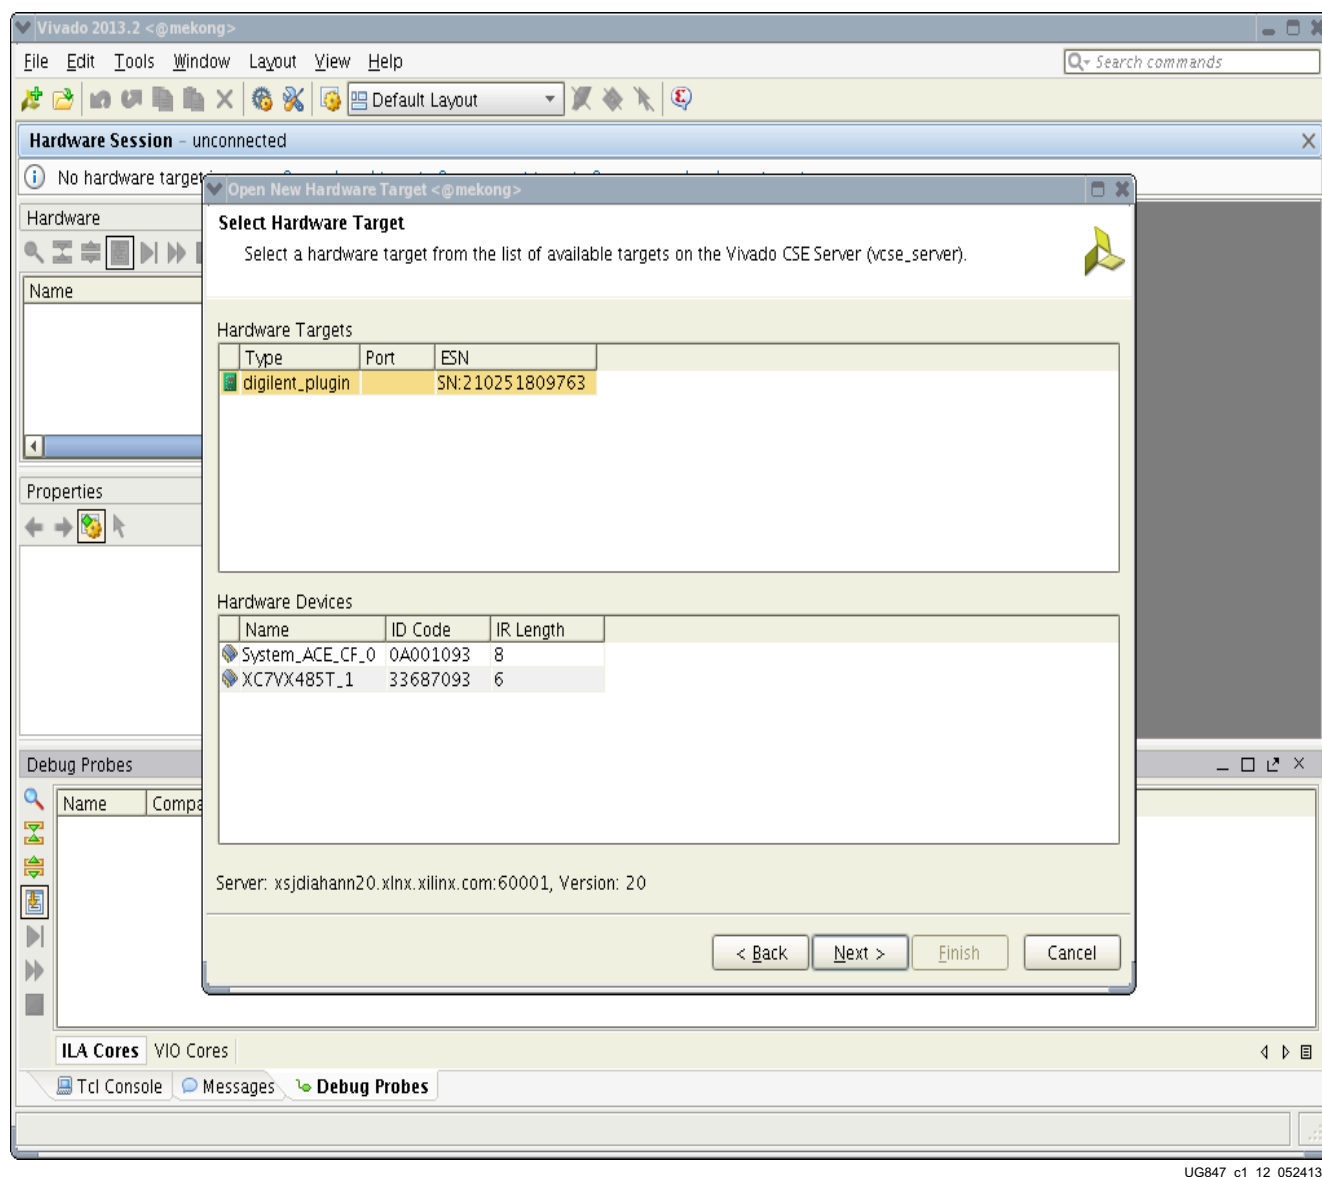 Vivado 2013.2 <@mekong>
File Edit Tools Window Layout View Help
Search commands
Default Layout
Hardware Session - unconnected
No hardware target
Open New Hardware Target <@mekong>
Hardware
Select Hardware Target
Select a hardware target from the list of available targets on the Vivado CSE Server (vcse_server).
Name
Hardware Targets
Type Port ESN
digilent_plugin SN:210251809763
Properties
Hardware Devices
Name ID Code IR Length
System_ACE_CF_0 0A001093 8
XC7VX485T_1 33687093 6
Debug Probes
Name Compa
Server: xsjdiahann20.xlnx.xilinx.com:60001, Version: 20
< Back Next > Finish Cancel
ILA Cores VIO Cores
Tcl Console Messages Debug Probes
UG847_c1_12_052413